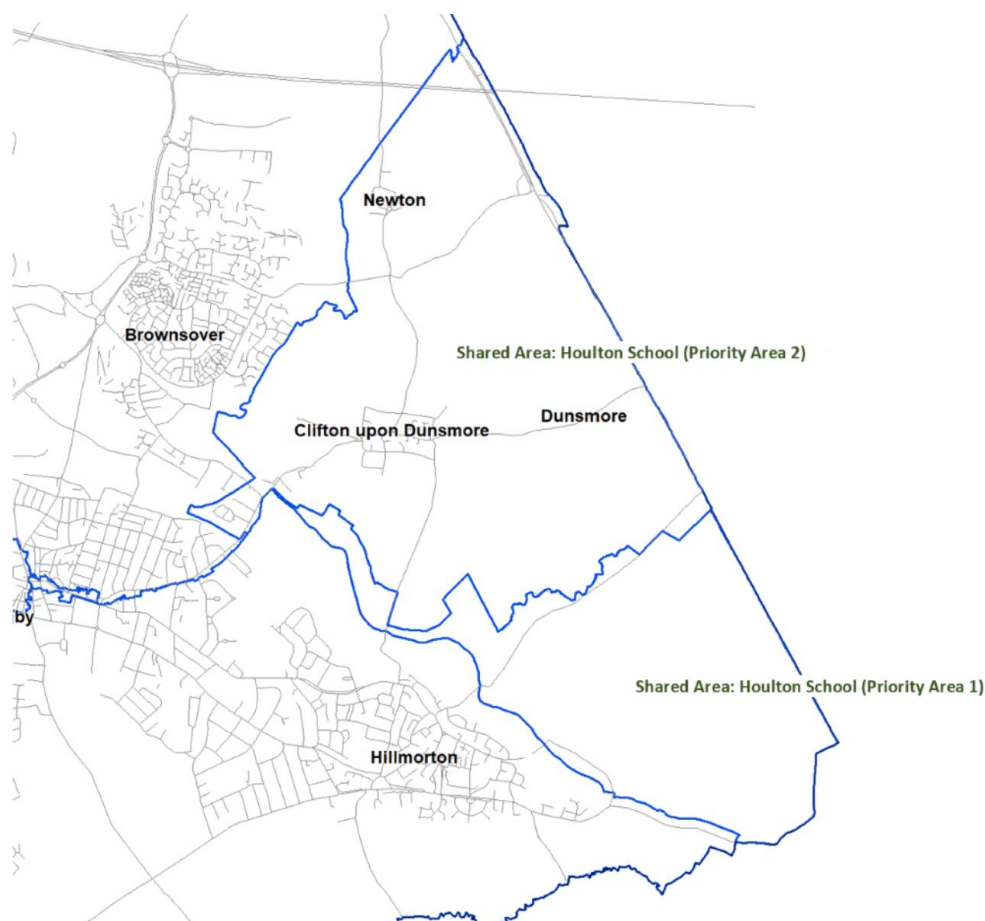 Newton
Brownsover
Shared Area: Houlton School (Priority Area 2)
Dunsmore
Clifton upon Dunsmore
by
Shared Area: Houlton School (Priority Area 1)
Hillmorton